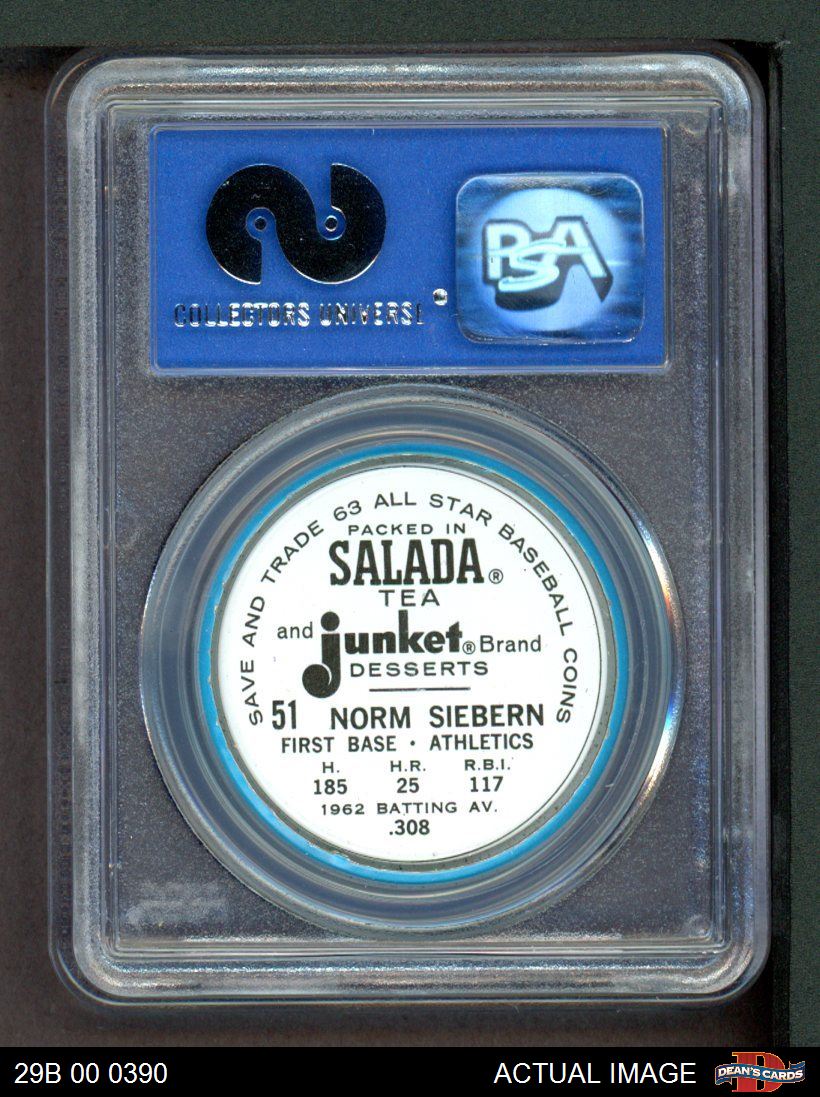 COLLECTORS UNIVERSE
PSA
SAVE AND TRADE 63 ALL STAR BASEBALL COINS
PACKED IN
SALADA®
TEA
and junket® Brand
DESSERTS
51 NORM SIEBERN
FIRST BASE · ATHLETICS
H. H.R. R.B.I.
185 25 117
1962 BATTING AV.
.308
29B 00 0390
ACTUAL IMAGE
D
DEAN'S CARDS